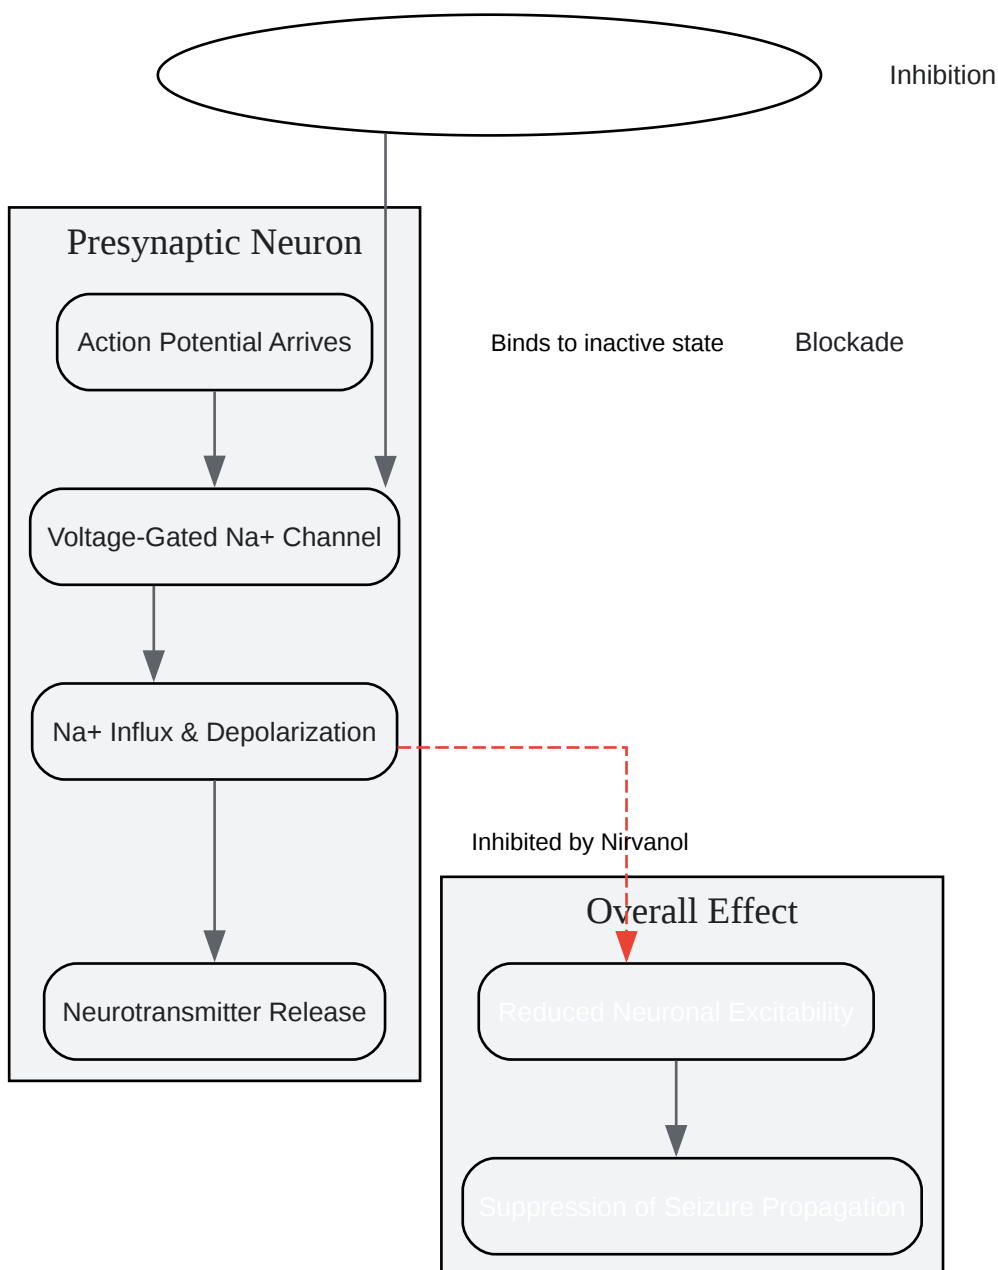 Inhibition
Presynaptic Neuron
Action Potential Arrives
Binds to inactive state
Blockade
Voltage-Gated Na+ Channel
Na+ Influx & Depolarization
Inhibited by Nirvanol
Overall Effect
Neurotransmitter Release
Reduced Neuronal Excitability
Suppression of Seizure Propagation